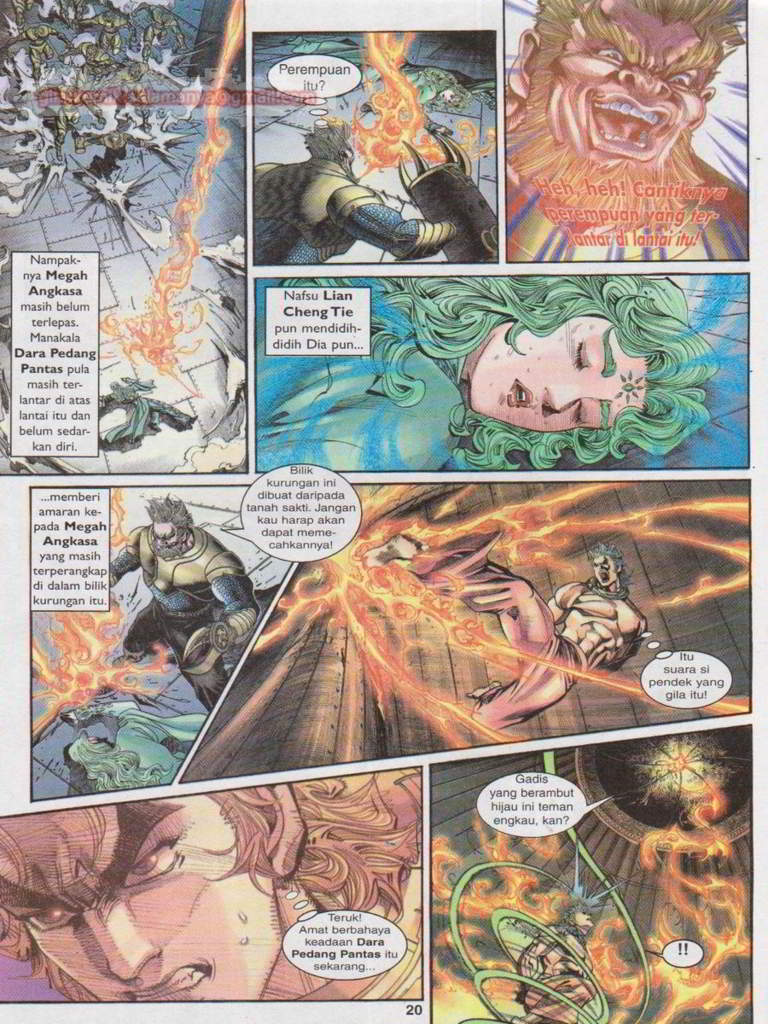 Nampak-
nya Megah
Angkasa
masih belum
terlepas.
Manakala
Dara Pedang
Pantas pula
masih ter-
lantar di atas
lantai itu dan
belum sedar-
kan diri.
Perempuan
itu?
Heh, heh! Cantiknya
perempuan yang ter-
lantar di lantai itu!
Nafsu Lian
Cheng Tie
pun mendidih-
didih Dia pun...
...memberi
amaran ke-
pada Megah
Angkasa
yang masih
terperangkap
di dalam bilik
kurungan itu.
Bilik
kurungan ini
dibuat daripada
tanah sakti. Jangan
kau harap akan
dapat meme-
cahkannya!
Itu
suara si
pendek yang
gila itu!
Teruk!
Amat berbahaya
keadaan Dara
Pedang Pantas itu
sekarang...
Gadis
yang berambut
hijau ini teman
engkau, kan?
!!
20